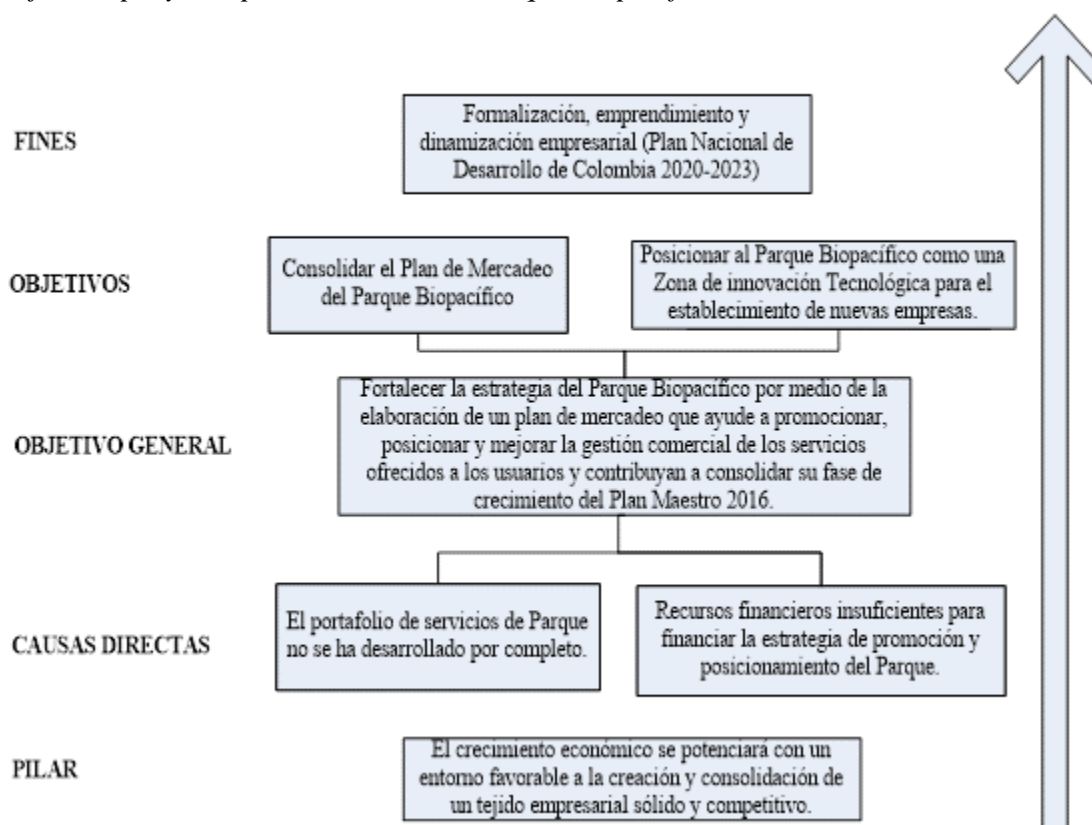 FINES
Formalización, emprendimiento y
dinamización empresarial (Plan Nacional de
Desarrollo de Colombia 2020-2023)
OBJETIVOS
Consolidar el Plan de Mercadeo
del Parque Biopacífico
Posicionar al Parque Biopacífico como una
Zona de innovación Tecnológica para el
establecimiento de nuevas empresas.
OBJETIVO GENERAL
Fortalecer la estrategia del Parque Biopacífico por medio de la
elaboración de un plan de mercadeo que ayude a promocionar,
posicionar y mejorar la gestión comercial de los servicios
ofrecidos a los usuarios y contribuyan a consolidar su fase de
crecimiento del Plan Maestro 2016.
CAUSAS DIRECTAS
El portafolio de servicios de Parque
no se ha desarrollado por completo.
Recursos financieros insuficientes para
financiar la estrategia de promoción y
posicionamiento del Parque.
PILAR
El crecimiento económico se potenciará con un
entorno favorable a la creación y consolidación de
un tejido empresarial sólido y competitivo.